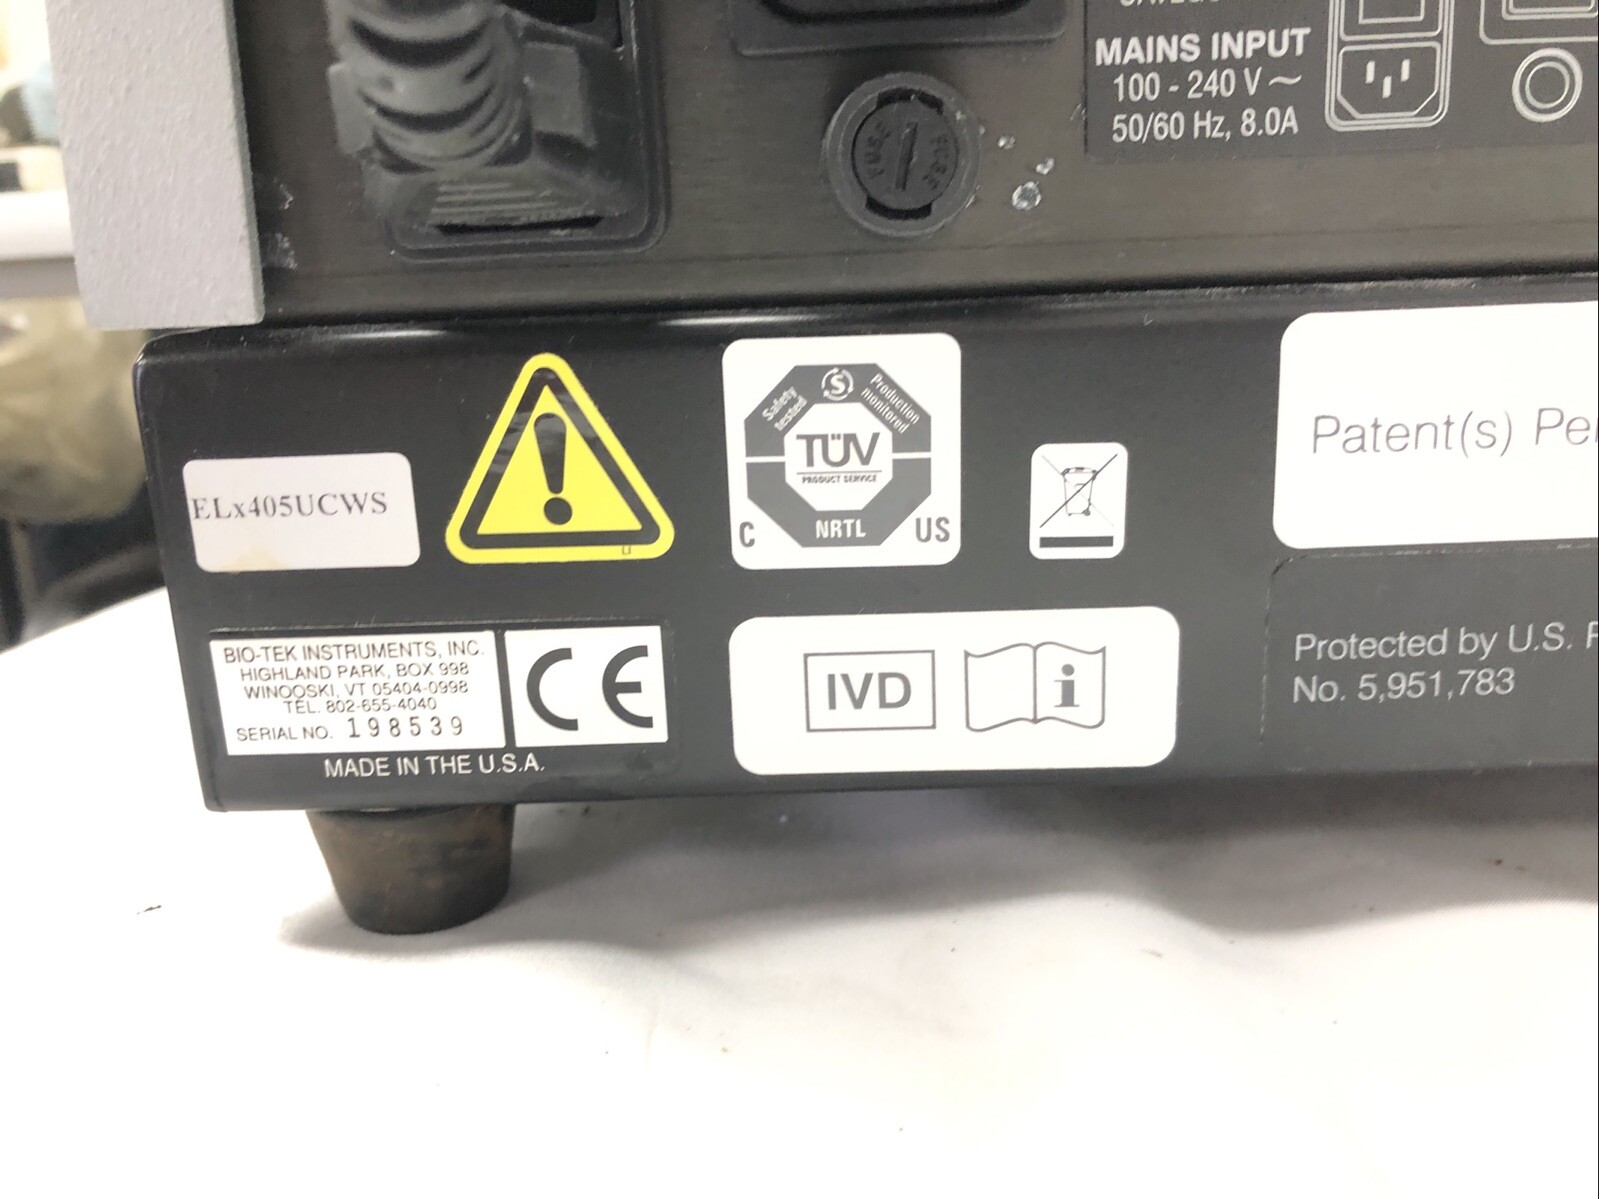 MAINS INPUT
100 - 240 V ~
50/60 Hz, 8.0A
FUSE
FUSE
ELx405UCWS
Safety
tested
S
Production
monitored
TÜV
PRODUCT SERVICE
C NRTL US
Patent(s) Pe
BIO-TEK INSTRUMENTS, INC.
HIGHLAND PARK, BOX 998
WINOOSKI, VT 05404-0998
TEL. 802-655-4040
SERIAL NO. 198539
CE
MADE IN THE U.S.A.
IVD i
Protected by U.S.
No. 5,951,783